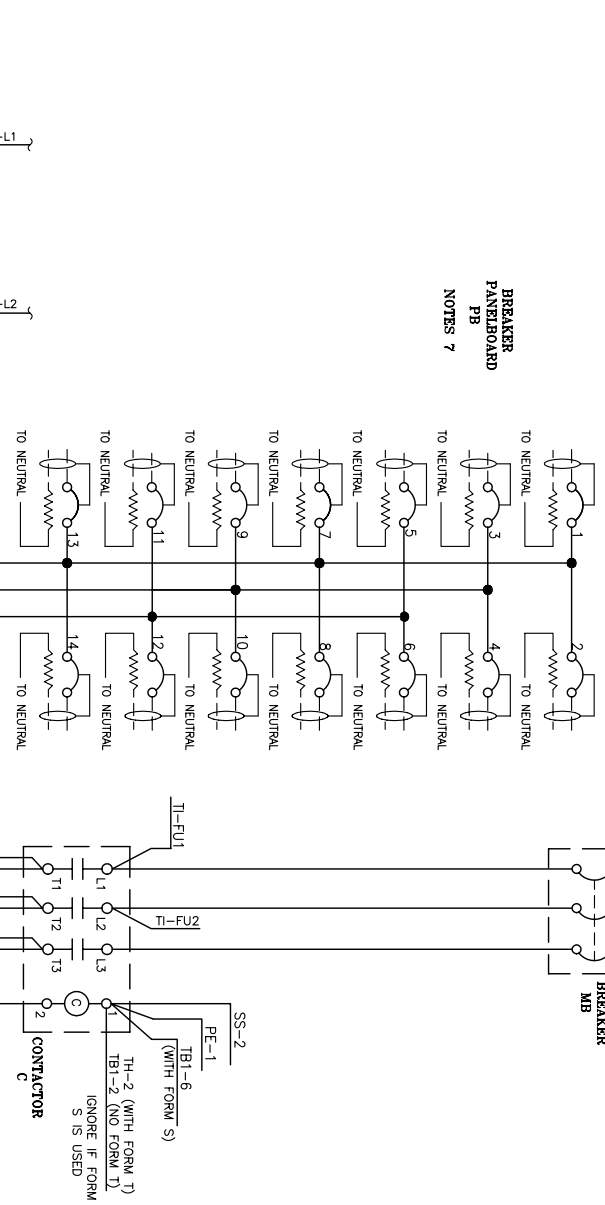 -L1
-L2
BREAKER
PANELBOARD
PB
NOTES 7
TO NEUTRAL
TO NEUTRAL
TO NEUTRAL
TO NEUTRAL
TO NEUTRAL
TO NEUTRAL
TO NEUTRAL
13
11
9
7
5
3
1
14
12
10
8
6
4
2
TO NEUTRAL
TO NEUTRAL
TO NEUTRAL
TO NEUTRAL
TO NEUTRAL
TO NEUTRAL
TO NEUTRAL
TI-FU1
T1
L1
T2
L2
TI-FU2
T3
L3
2
C
1
SS-2
PE-1
TB1-6
(WITH FORM S)
TH-2 (WITH FORM T)
TB1-2 (NO FORM T)
IGNORE IF FORM
S IS USED
CONTACTOR
C
BREAKER
MB